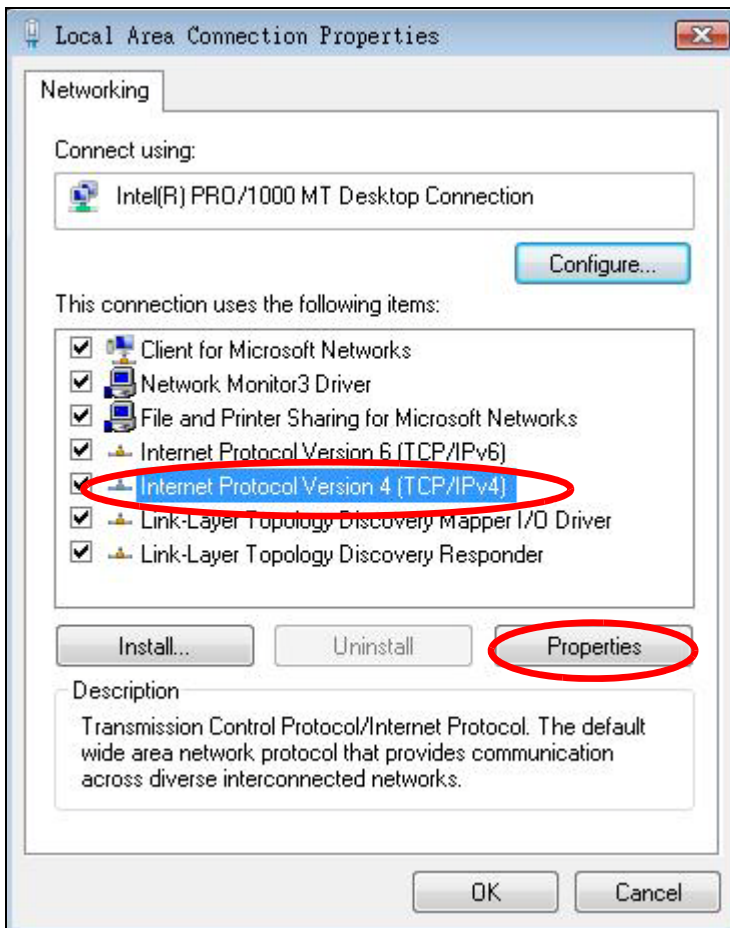 Local Area Connection Properties
Networking
Connect using:
Intel(R) PRO/1000 MT Desktop Connection
Configure...
This connection uses the following items:
Client for Microsoft Networks
Network Monitor3 Driver
File and Printer Sharing for Microsoft Networks
Internet Protocol Version 6 (TCP/IPv6)
Internet Protocol Version 4 (TCP/IPv4)
Link-Layer Topology Discovery Mapper I/O Driver
Link-Layer Topology Discovery Responder
Install...
Uninstall
Properties
Description
Transmission Control Protocol/Internet Protocol. The default
wide area network protocol that provides communication
across diverse interconnected networks.
OK
Cancel